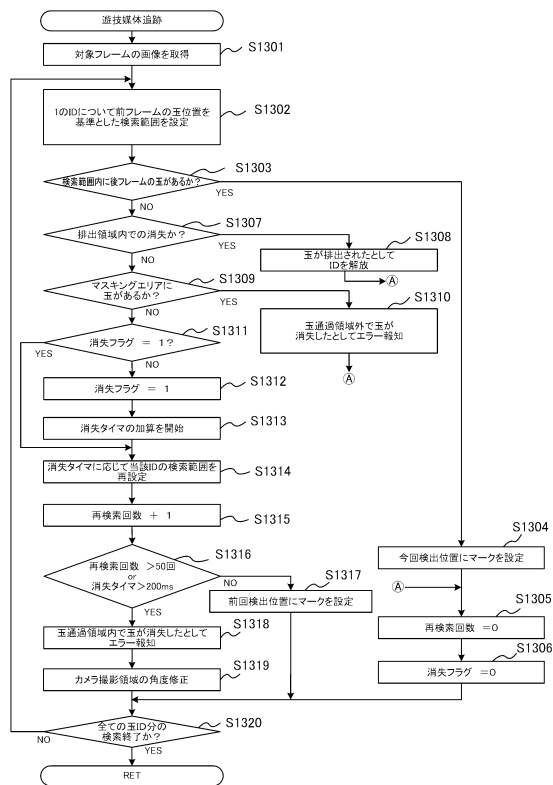 遊技媒体追跡
対象フレームの画像を取得
S1301
1のIDについて前フレームの玉位置を
基準とした検索範囲を設定
S1302
検索範囲内に後フレームの玉があるか?
S1303
YES
NO
排出領域内での消失か?
S1307
YES
NO
玉が排出されたとして
IDを解放
S1308
Ⓐ
マスキングエリアに
玉があるか?
S1309
YES
NO
玉通過領域外で玉が
消失したとしてエラー報知
S1310
Ⓐ
消失フラグ = 1?
S1311
YES
NO
消失フラグ = 1
S1312
消失タイマの加算を開始
S1313
消失タイマに応じて当該IDの検索範囲を
再設定
S1314
再検索回数 + 1
S1315
再検索回数 >50回
or
消失タイマ>200ms
S1316
NO
YES
前回検出位置にマークを設定
S1317
今回検出位置にマークを設定
S1304
Ⓐ
再検索回数 =0
S1305
消失フラグ =0
S1306
玉通過領域内で玉が消失したとして
エラー報知
S1318
カメラ撮影領域の角度修正
S1319
全ての玉ID分の
検索終了か?
S1320
NO
YES
RET